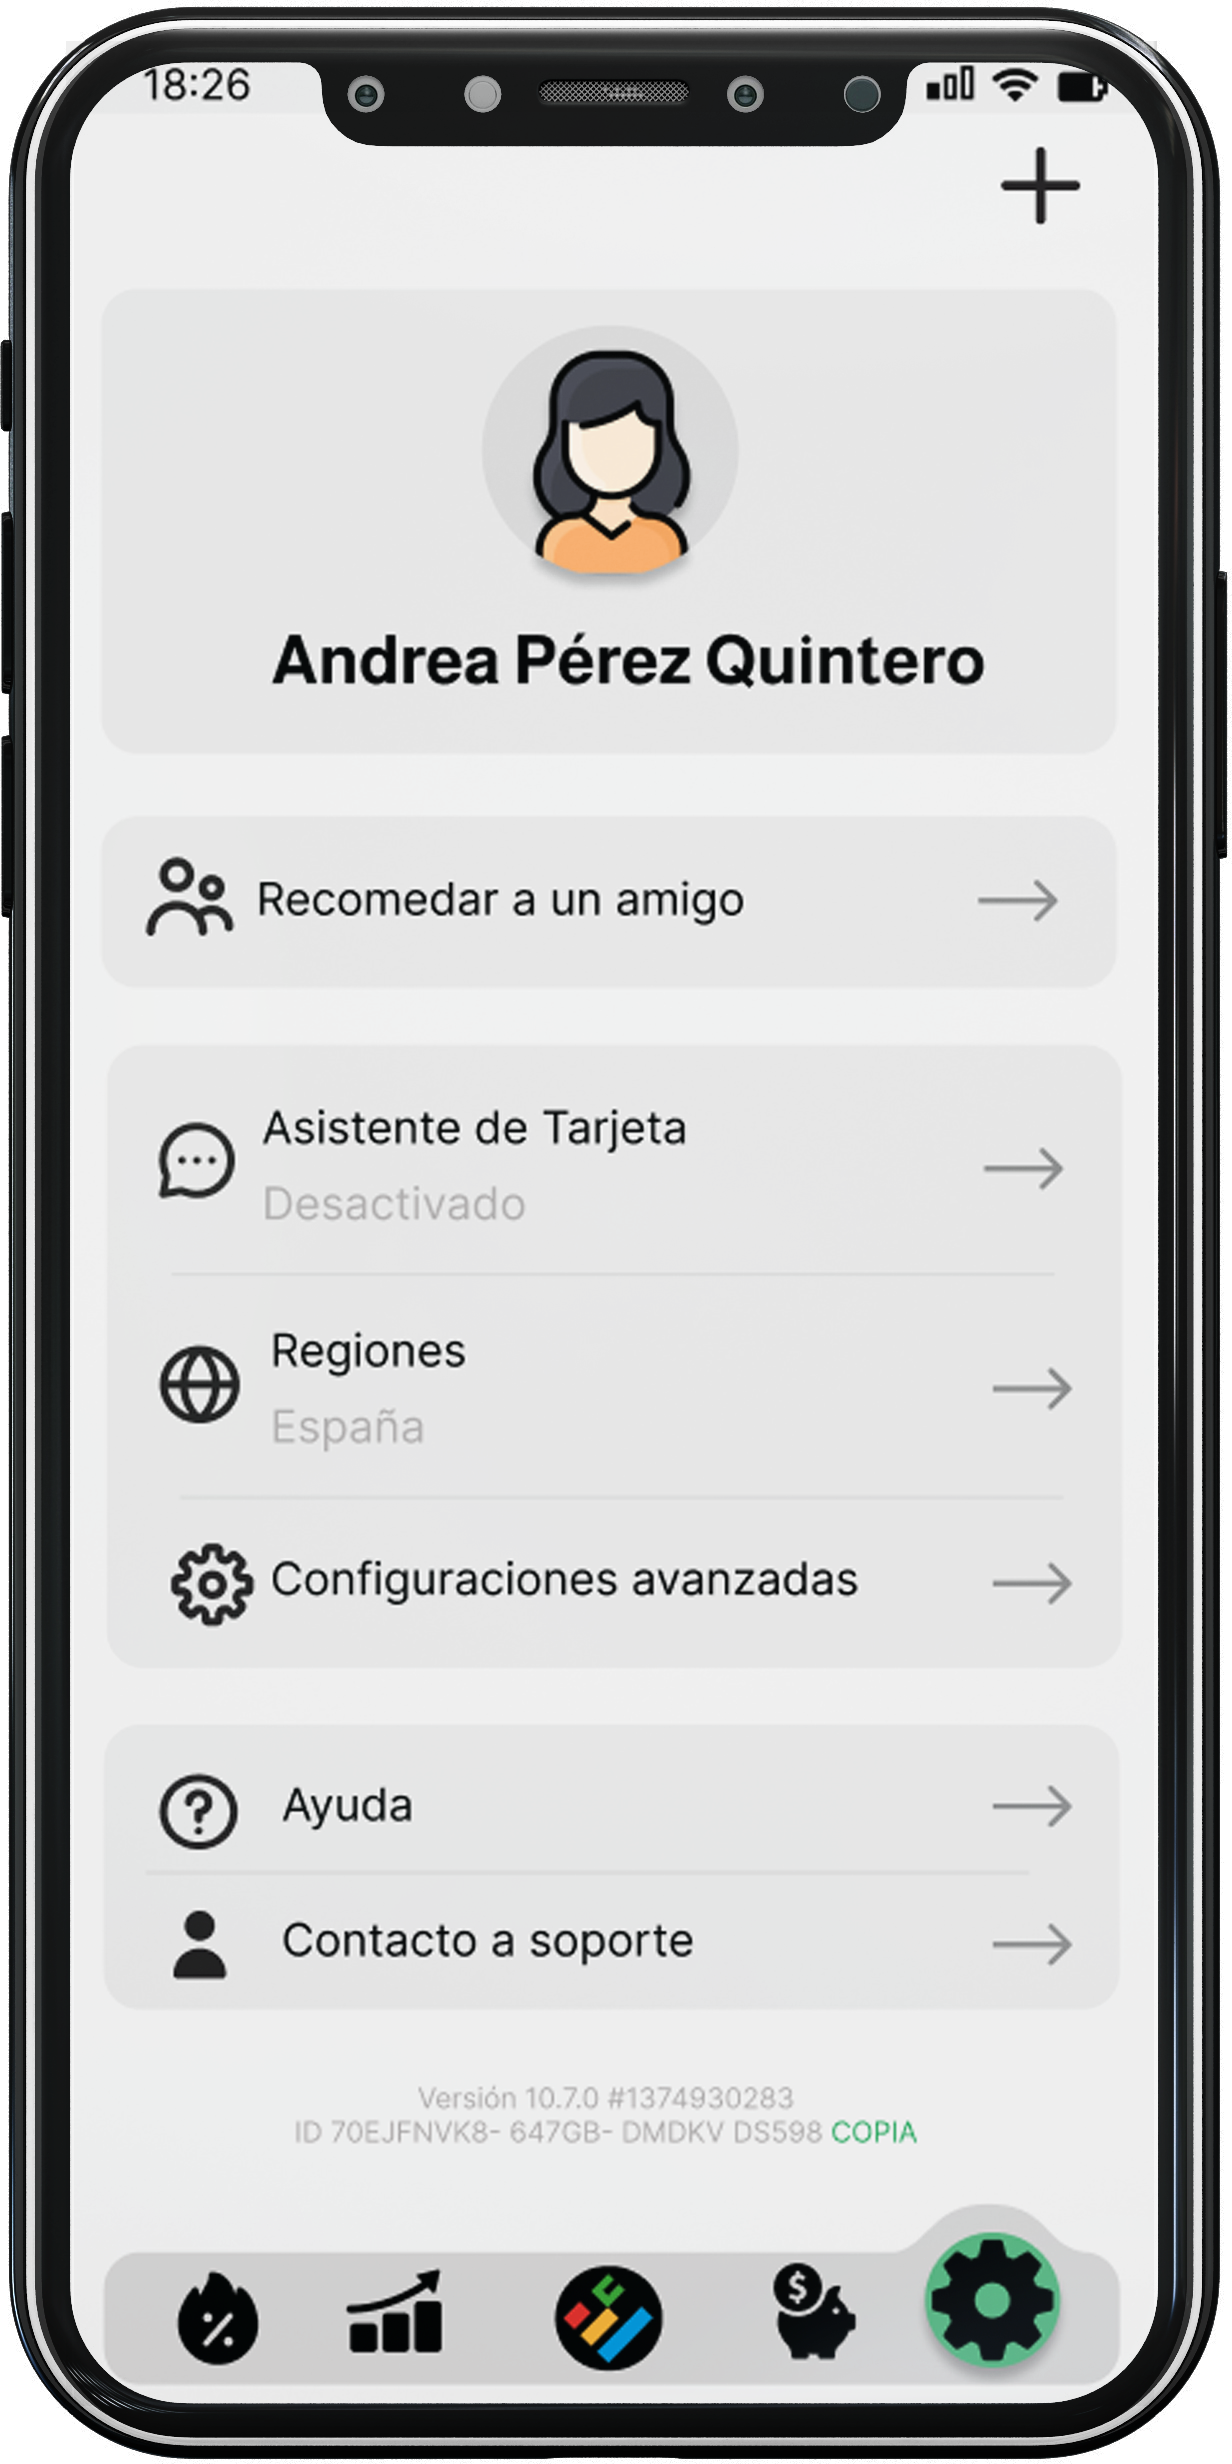 18:26
Andrea Pérez Quintero
Recomedar a un amigo
Asistente de Tarjeta
Desactivado
Regiones
España
Configuraciones avanzadas
Ayuda
Contacto a soporte
Versión 10.7.0 #1374930283
ID 70EJFNVK8- 647GB- DMDKV DS598 COPIA